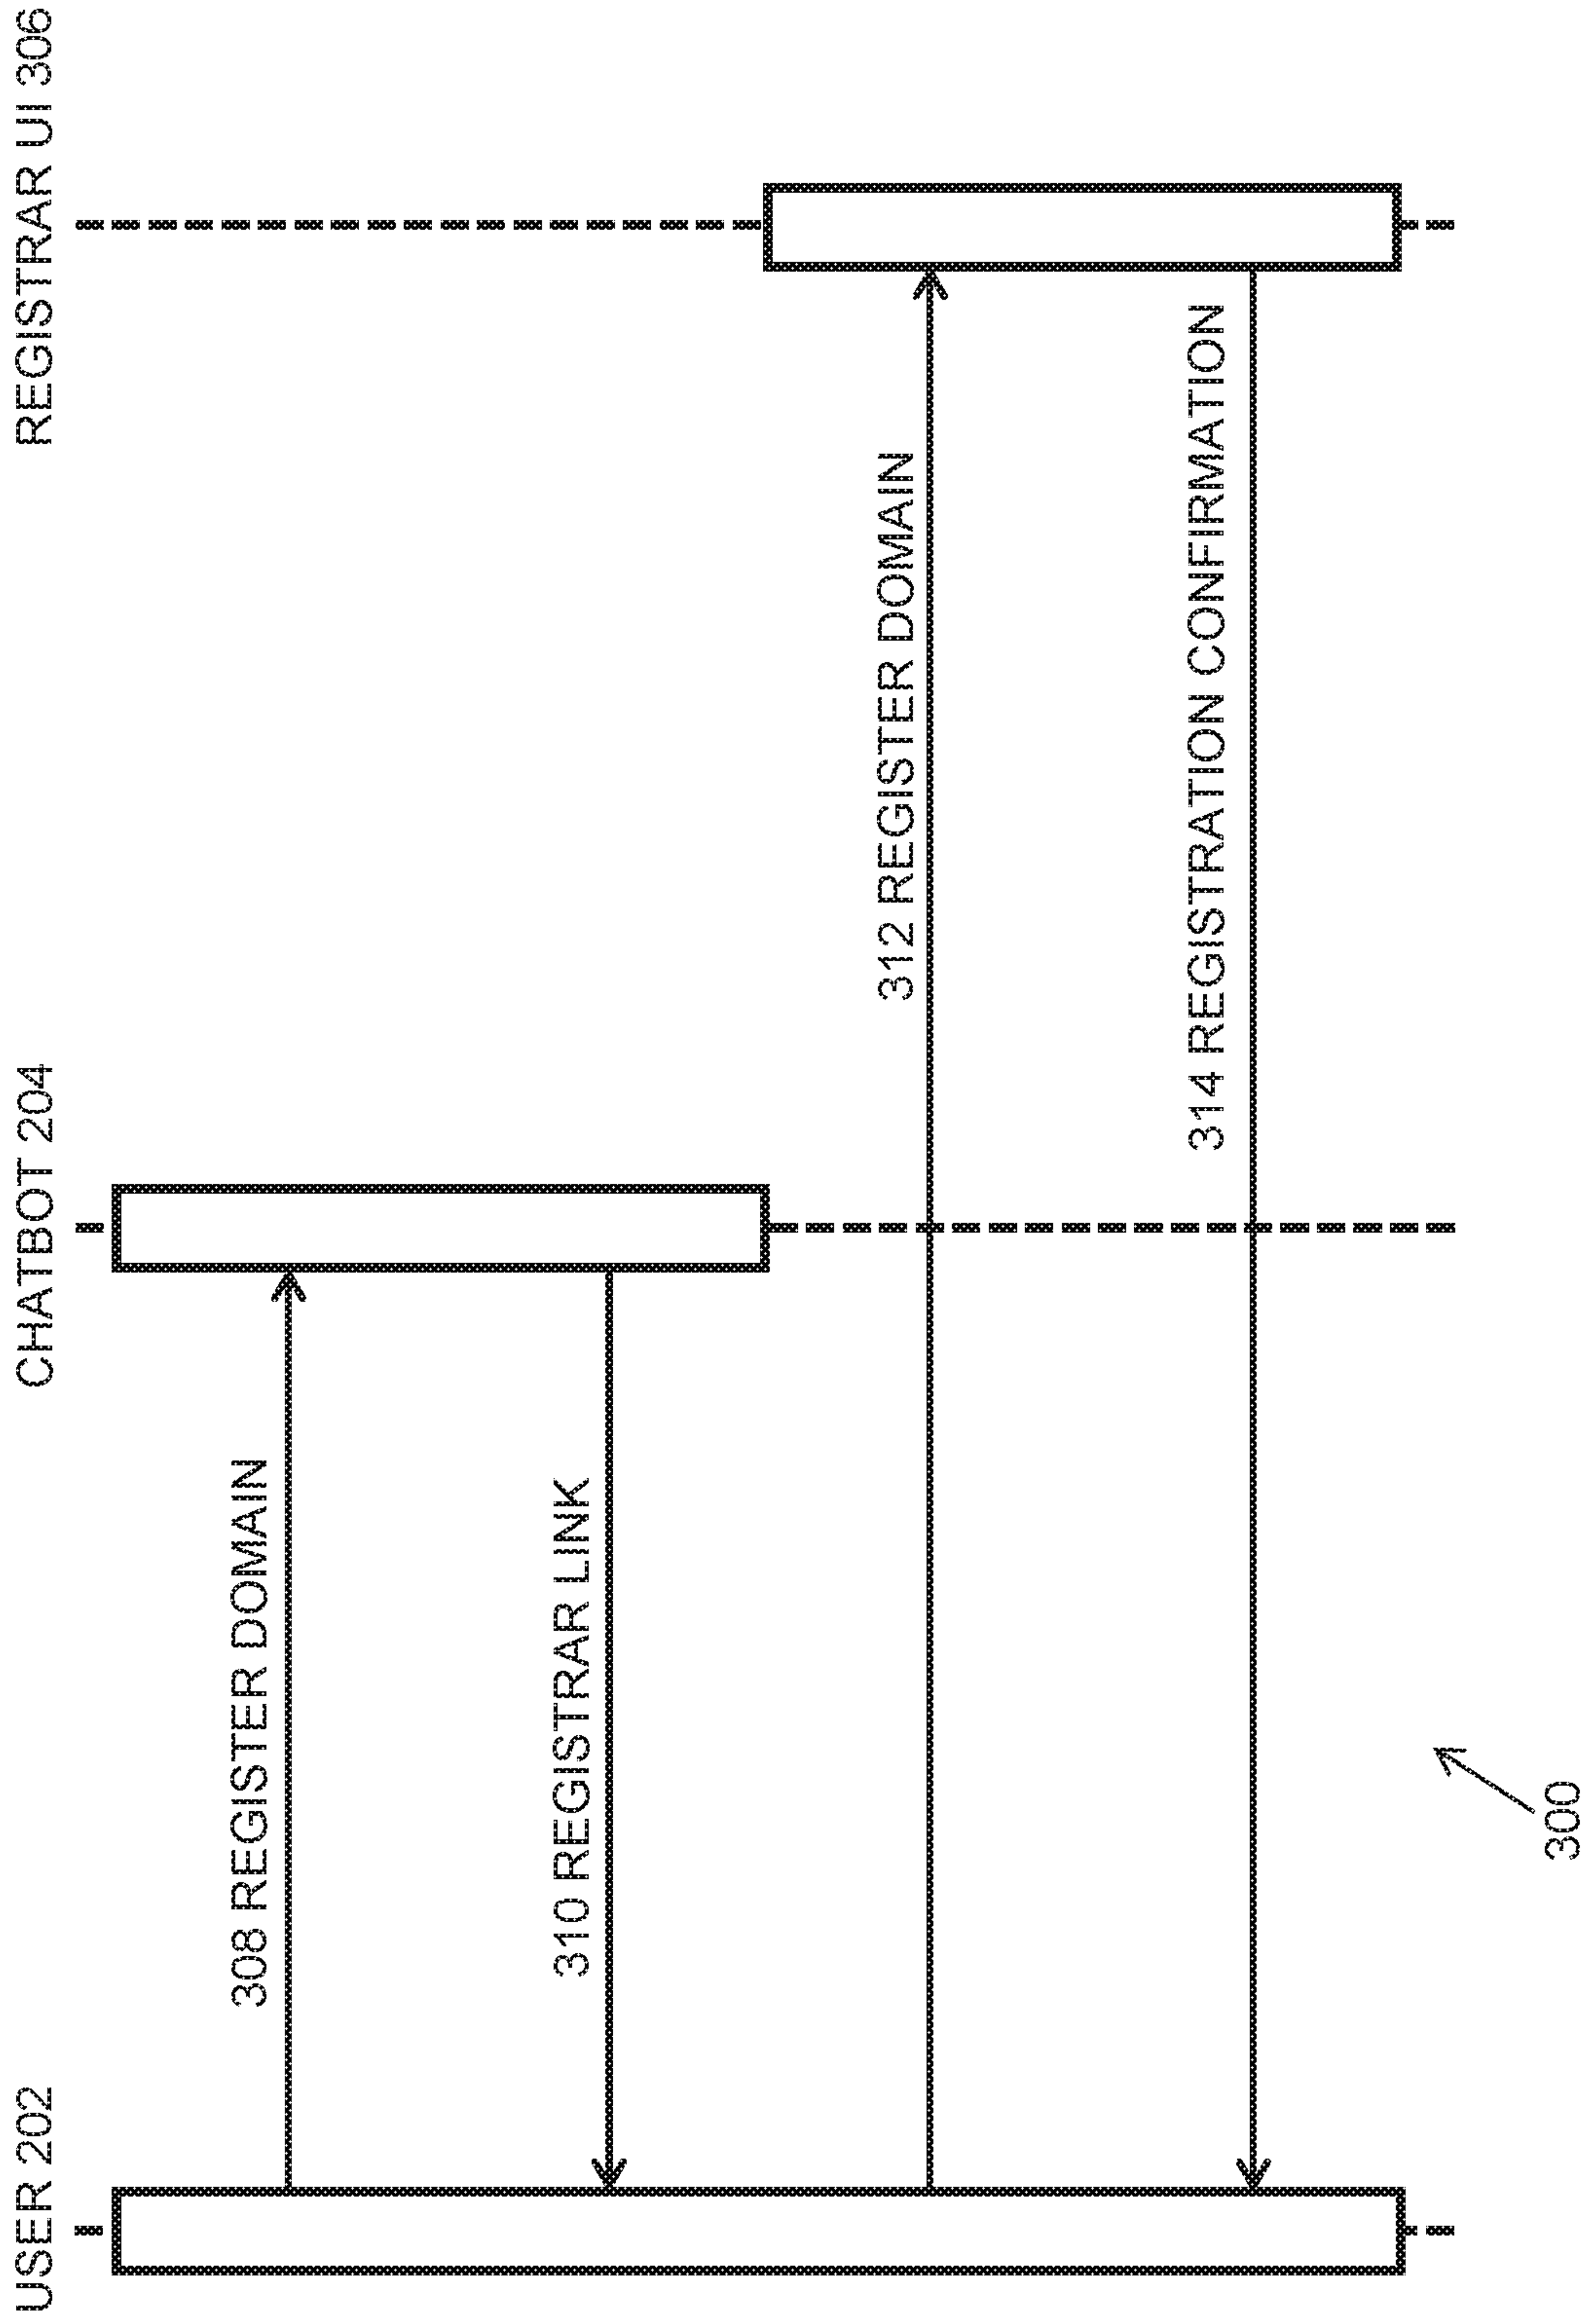 USER 202
CHATBOT 204
REGISTRAR UI 306
308 REGISTER DOMAIN
310 REGISTRAR LINK
312 REGISTER DOMAIN
314 REGISTRATION CONFIRMATION
300